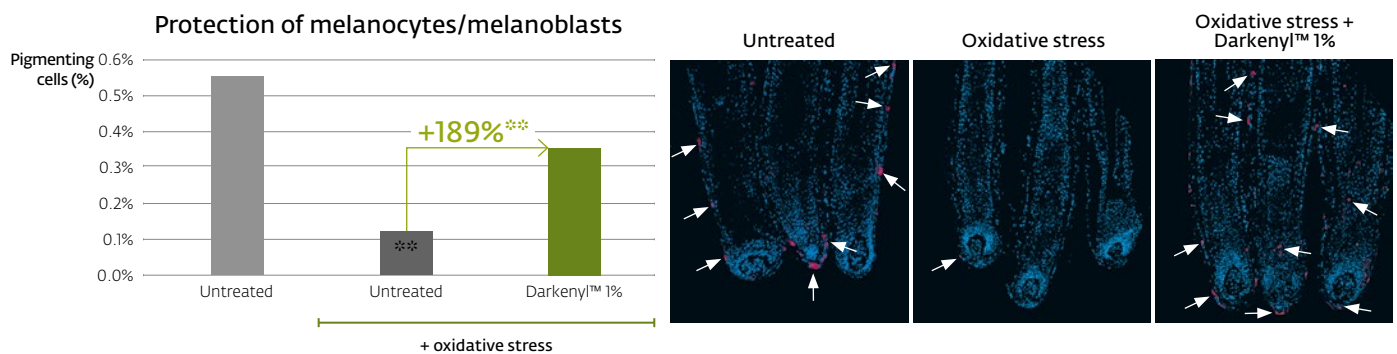 Protection of melanocytes/melanoblasts
Pigmenting
cells (%)
0.6%
0.5%
0.4%
0.3%
0.2%
0.1%
0.0%
+189%**
**
Untreated
Untreated
Darkenyl™ 1%
+ oxidative stress
Untreated
Oxidative stress
Oxidative stress +
Darkenyl™ 1%